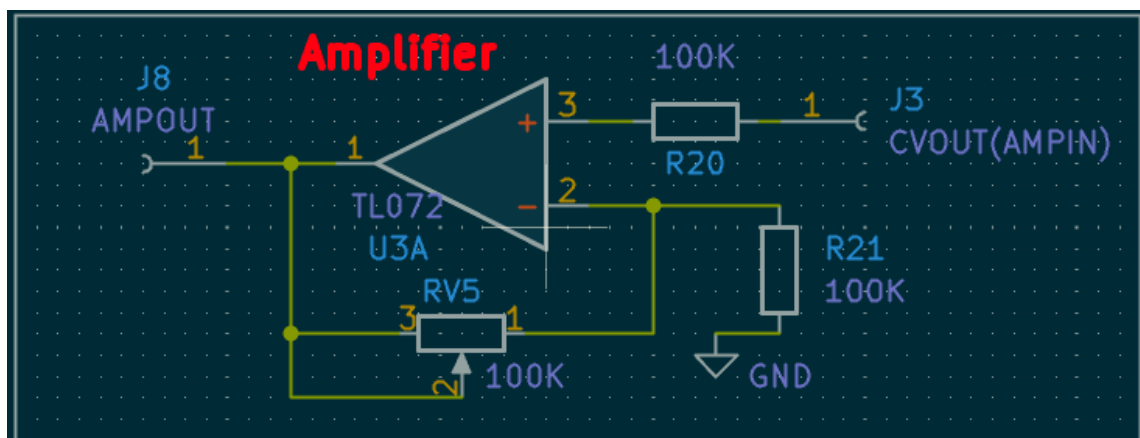 Amplifier
100K
J8
AMPOUT
1
1
3
1
J3
CVOUT(AMPIN)
+
R20
TL072
U3A
-
2
R21
100K
RV5
3
1
100K
2
GND